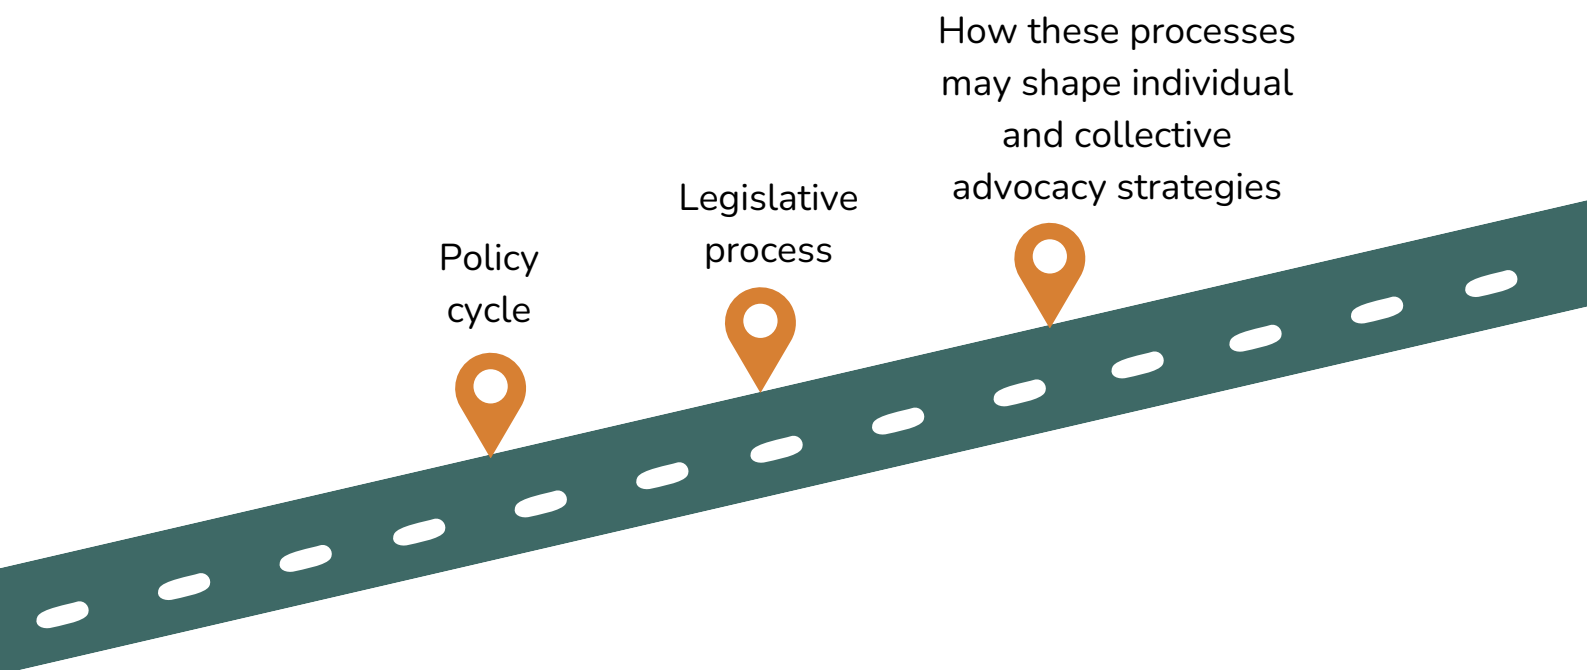 Policy
cycle
Legislative
process
How these processes
may shape individual
and collective
advocacy strategies